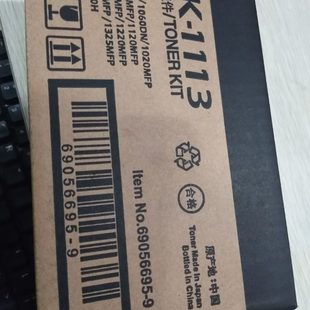 K-1113
件/TONER KIT
/1060DN/1020MFP
MFP/1120MFP
MFP/1220MFP
MFP/1325MFP
0H
69056695-9
Item No.69056695-9
合格
原产地:中国
Toner Made in Japan
Bottled in China